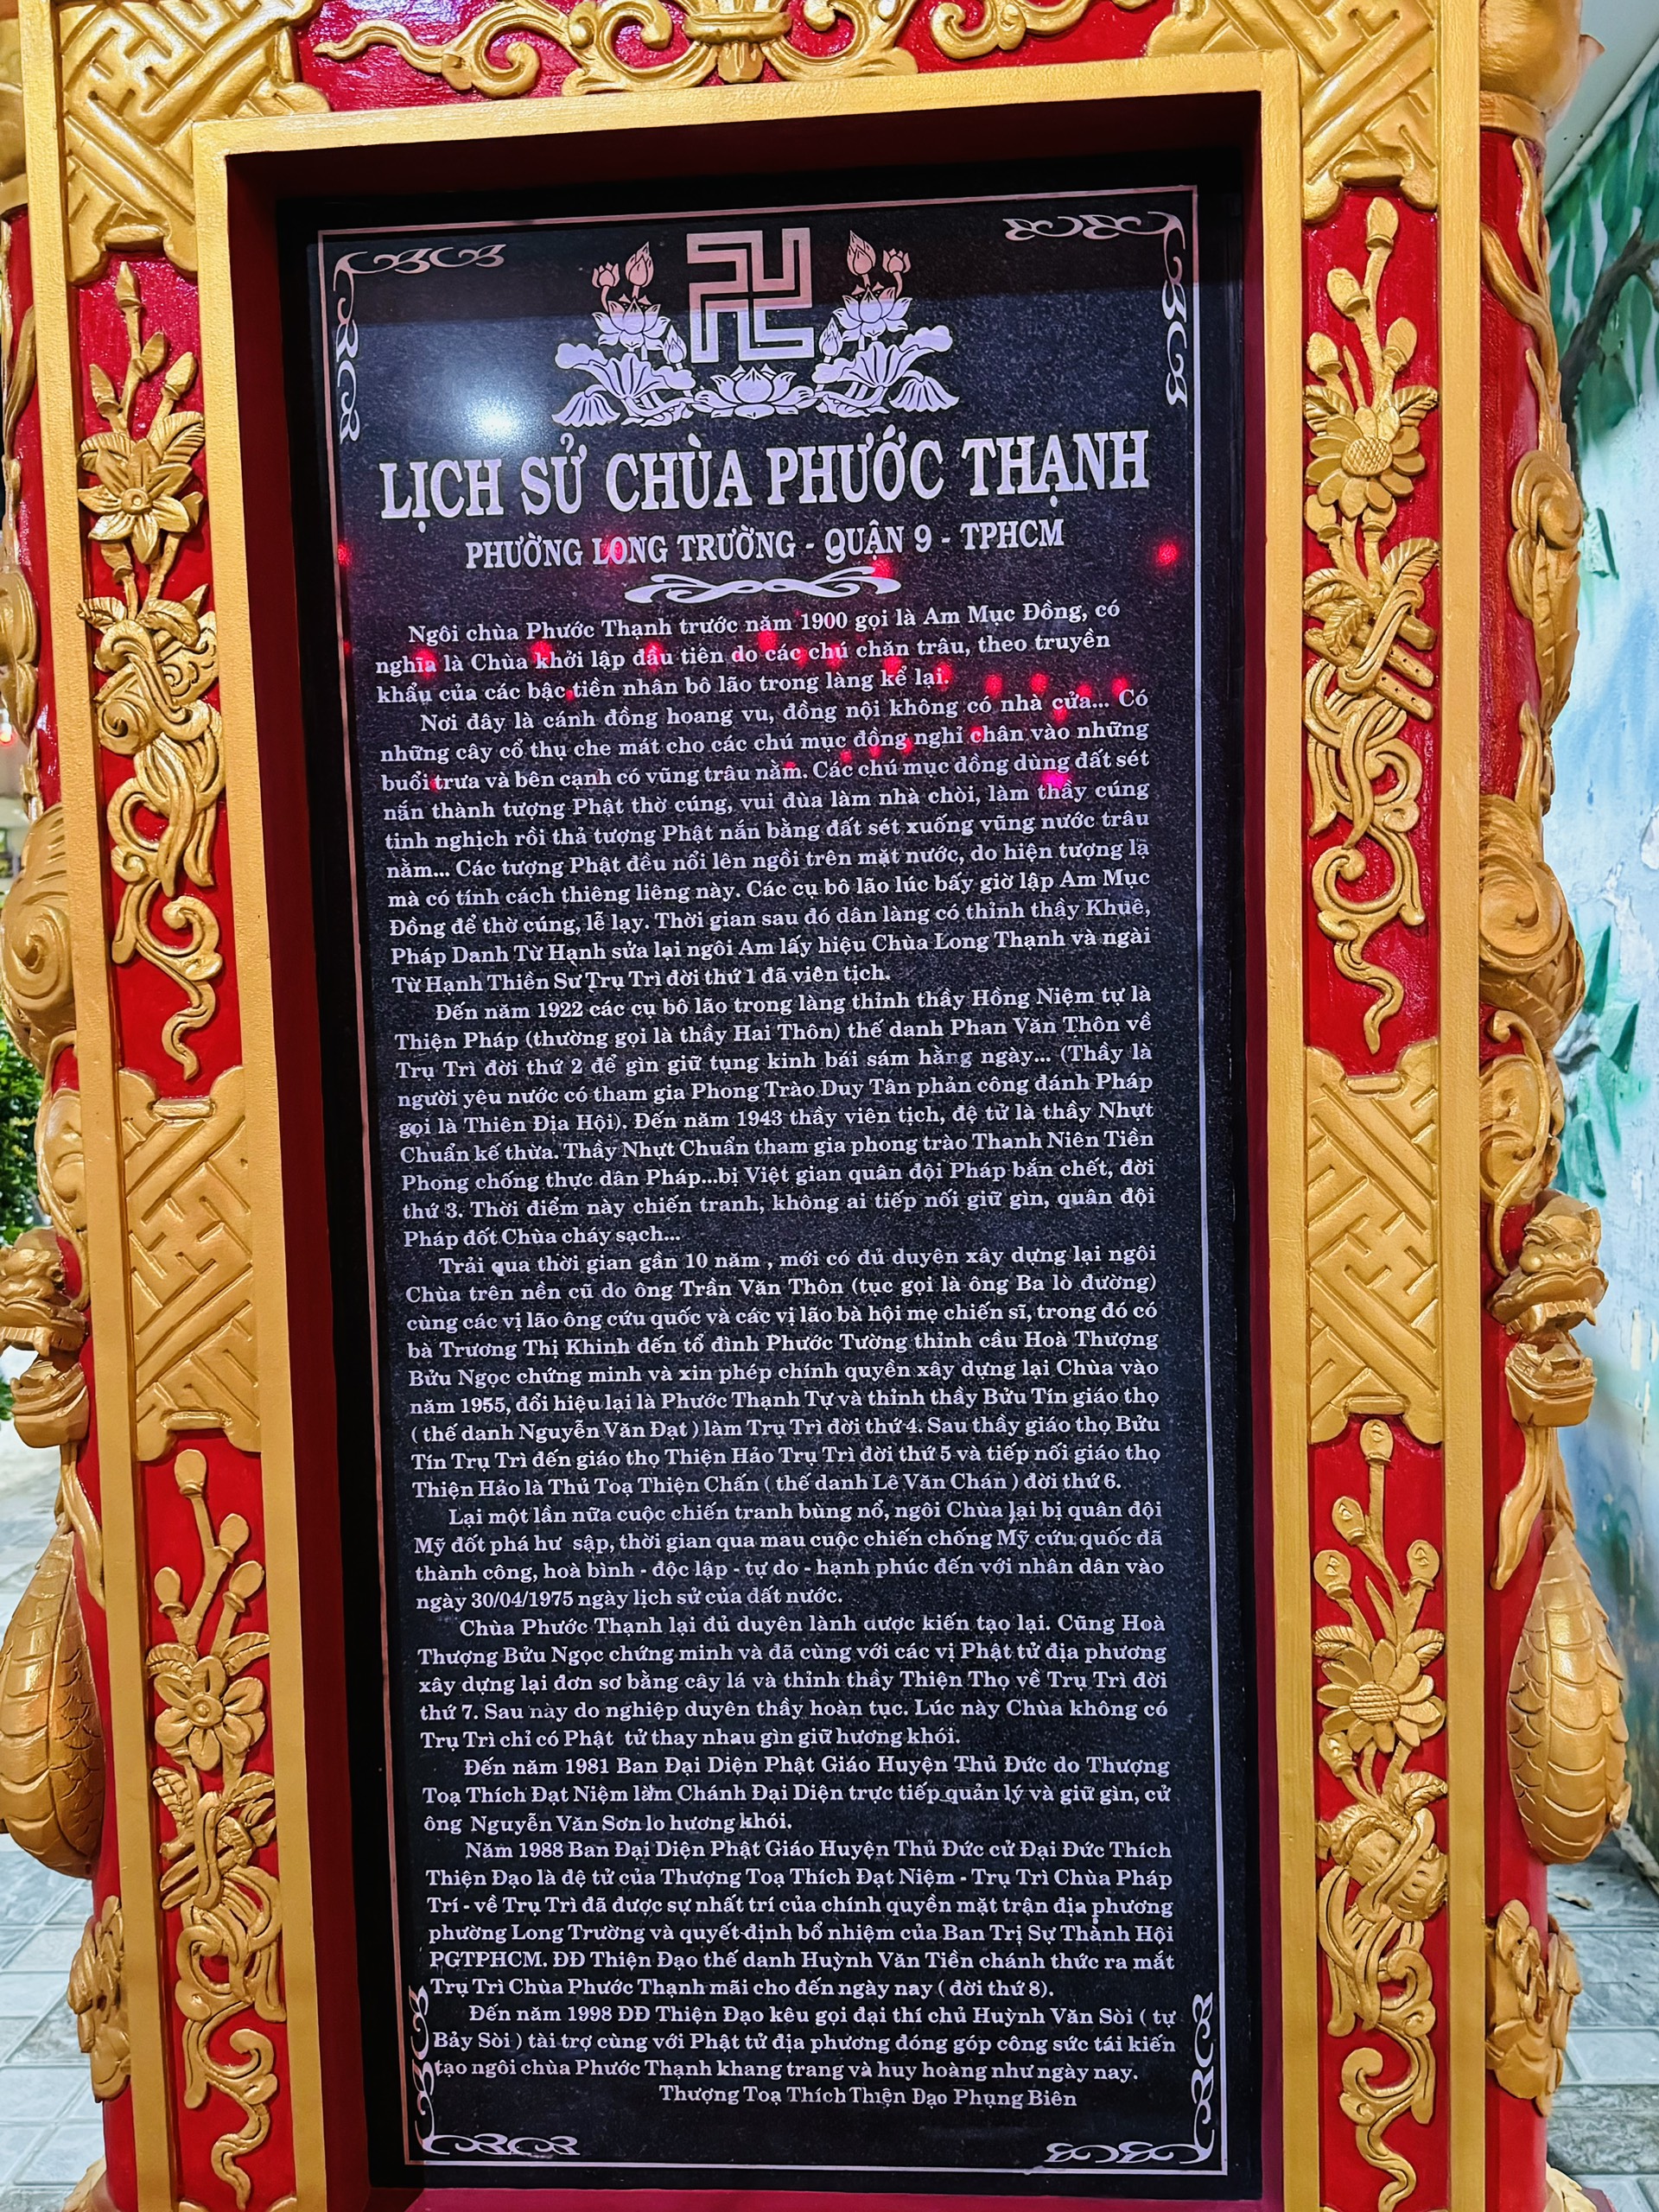 LỊCH SỬ CHÙA PHƯỚC THẠNH
PHƯỜNG LONG TRƯỜNG - QUẬN 9 - TPHCM
Ngôi chùa Phước Thạnh trước năm 1900 gọi là Am Mục Đồng, có
nghĩa là Chùa khởi lập đầu tiên do các chú chăn trâu, theo truyền
khẩu của các bậc tiền nhân bô lão trong làng kể lại.
Nơi đây là cánh đồng hoang vu, đồng nội không có nhà cửa... Có
những cây cổ thụ che mát cho các chú mục đồng nghỉ chân vào những
buổi trưa và bên cạnh có vũng trâu nằm. Các chú mục đồng dùng đất sét
nắn thành tượng Phật thờ cúng, vui đùa làm nhà chòi, làm thầy cúng
tinh nghịch rồi thả tượng Phật nắn bằng đất sét xuống vũng nước trâu
nằm... Các tượng Phật đều nổi lên ngồi trên mặt nước, do hiện tượng lạ
mà có tính cách thiêng liêng này. Các cụ bô lão lúc bấy giờ lập Am Mục
Đồng để thờ cúng, lễ lạy. Thời gian sau đó dân làng có thỉnh thầy Khuê,
Pháp Danh Từ Hạnh sửa lại ngôi Am lấy hiệu Chùa Long Thạnh và ngài
Từ Hạnh Thiền Sư Trụ Trì đời thứ 1 đã viên tịch.
Đến năm 1922 các cụ bô lão trong làng thỉnh thầy Hồng Niệm tự là
Thiện Pháp (thường gọi là thầy Hai Thôn) thế danh Phan Văn Thôn về
Trụ Trì đời thứ 2 để gìn giữ tụng kinh bái sám hằng ngày... (Thầy là
người yêu nước có tham gia Phong Trào Duy Tân phản công đánh Pháp
gọi là Thiên Địa Hội). Đến năm 1943 thầy viên tịch, đệ tử là thầy Nhựt
Chuẩn kế thừa. Thầy Nhựt Chuẩn tham gia phong trào Thanh Niên Tiền
Phong chống thực dân Pháp...bị Việt gian quân đội Pháp bắn chết, đời
thứ 3. Thời điểm này chiến tranh, không ai tiếp nối giữ gìn, quân đội
Pháp đốt Chùa cháy sạch...
Trải qua thời gian gần 10 năm , mới có đủ duyên xây dựng lại ngôi
Chùa trên nền cũ do ông Trần Văn Thôn (tục gọi là ông Ba lò đường)
cùng các vị lão ông cứu quốc và các vị lão bà hội mẹ chiến sĩ, trong đó có
bà Trương Thị Khinh đến tổ đình Phước Tường thỉnh cầu Hoà Thượng
Bửu Ngọc chứng minh và xin phép chính quyền xây dựng lại Chùa vào
năm 1955, đổi hiệu lại là Phước Thạnh Tự và thỉnh thầy Bửu Tín giáo thọ
( thế danh Nguyễn Văn Đạt ) làm Trụ Trì đời thứ 4. Sau thầy giáo thọ Bửu
Tín Trụ Trì đến giáo thọ Thiện Hảo Trụ Trì đời thứ 5 và tiếp nối giáo thọ
Thiện Hảo là Thủ Toạ Thiện Chấn ( thế danh Lê Văn Chán ) đời thứ 6.
Lại một lần nữa cuộc chiến tranh bùng nổ, ngôi Chùa lại bị quân đội
Mỹ đốt phá hư sập, thời gian qua mau cuộc chiến chống Mỹ cứu quốc đã
thành công, hoà bình - độc lập - tự do - hạnh phúc đến với nhân dân vào
ngày 30/04/1975 ngày lịch sử của đất nước.
Chùa Phước Thạnh lại đủ duyên lành được kiến tạo lại. Cũng Hoà
Thượng Bửu Ngọc chứng minh và đã cùng với các vị Phật tử địa phương
xây dựng lại đơn sơ bằng cây lá và thỉnh thầy Thiện Thọ về Trụ Trì đời
thứ 7. Sau này do nghiệp duyên thầy hoàn tục. Lúc này Chùa không có
Trụ Trì chỉ có Phật tử thay nhau gìn giữ hương khói.
Đến năm 1981 Ban Đại Diện Phật Giáo Huyện Thủ Đức do Thượng
Toạ Thích Đạt Niệm làm Chánh Đại Diện trực tiếp quản lý và giữ gìn, cử
ông Nguyễn Văn Sơn lo hương khói.
Năm 1988 Ban Đại Diện Phật Giáo Huyện Thủ Đức cử Đại Đức Thích
Thiện Đạo là đệ tử của Thượng Toạ Thích Đạt Niệm - Trụ Trì Chùa Pháp
Trí - về Trụ Trì đã được sự nhất trí của chính quyền mặt trận địa phương
phường Long Trường và quyết định bổ nhiệm của Ban Trị Sự Thành Hội
PGTPHCM. ĐĐ Thiện Đạo thế danh Huỳnh Văn Tiền chánh thức ra mắt
Trụ Trì Chùa Phước Thạnh mãi cho đến ngày nay ( đời thứ 8).
Đến năm 1998 ĐĐ Thiện Đạo kêu gọi đại thí chủ Huỳnh Văn Sòi ( tự
Bảy Sòi ) tài trợ cùng với Phật tử địa phương đóng góp công sức tái kiến
tạo ngôi chùa Phước Thạnh khang trang và huy hoàng như ngày nay.
Thượng Toạ Thích Thiện Đạo Phụng Biên